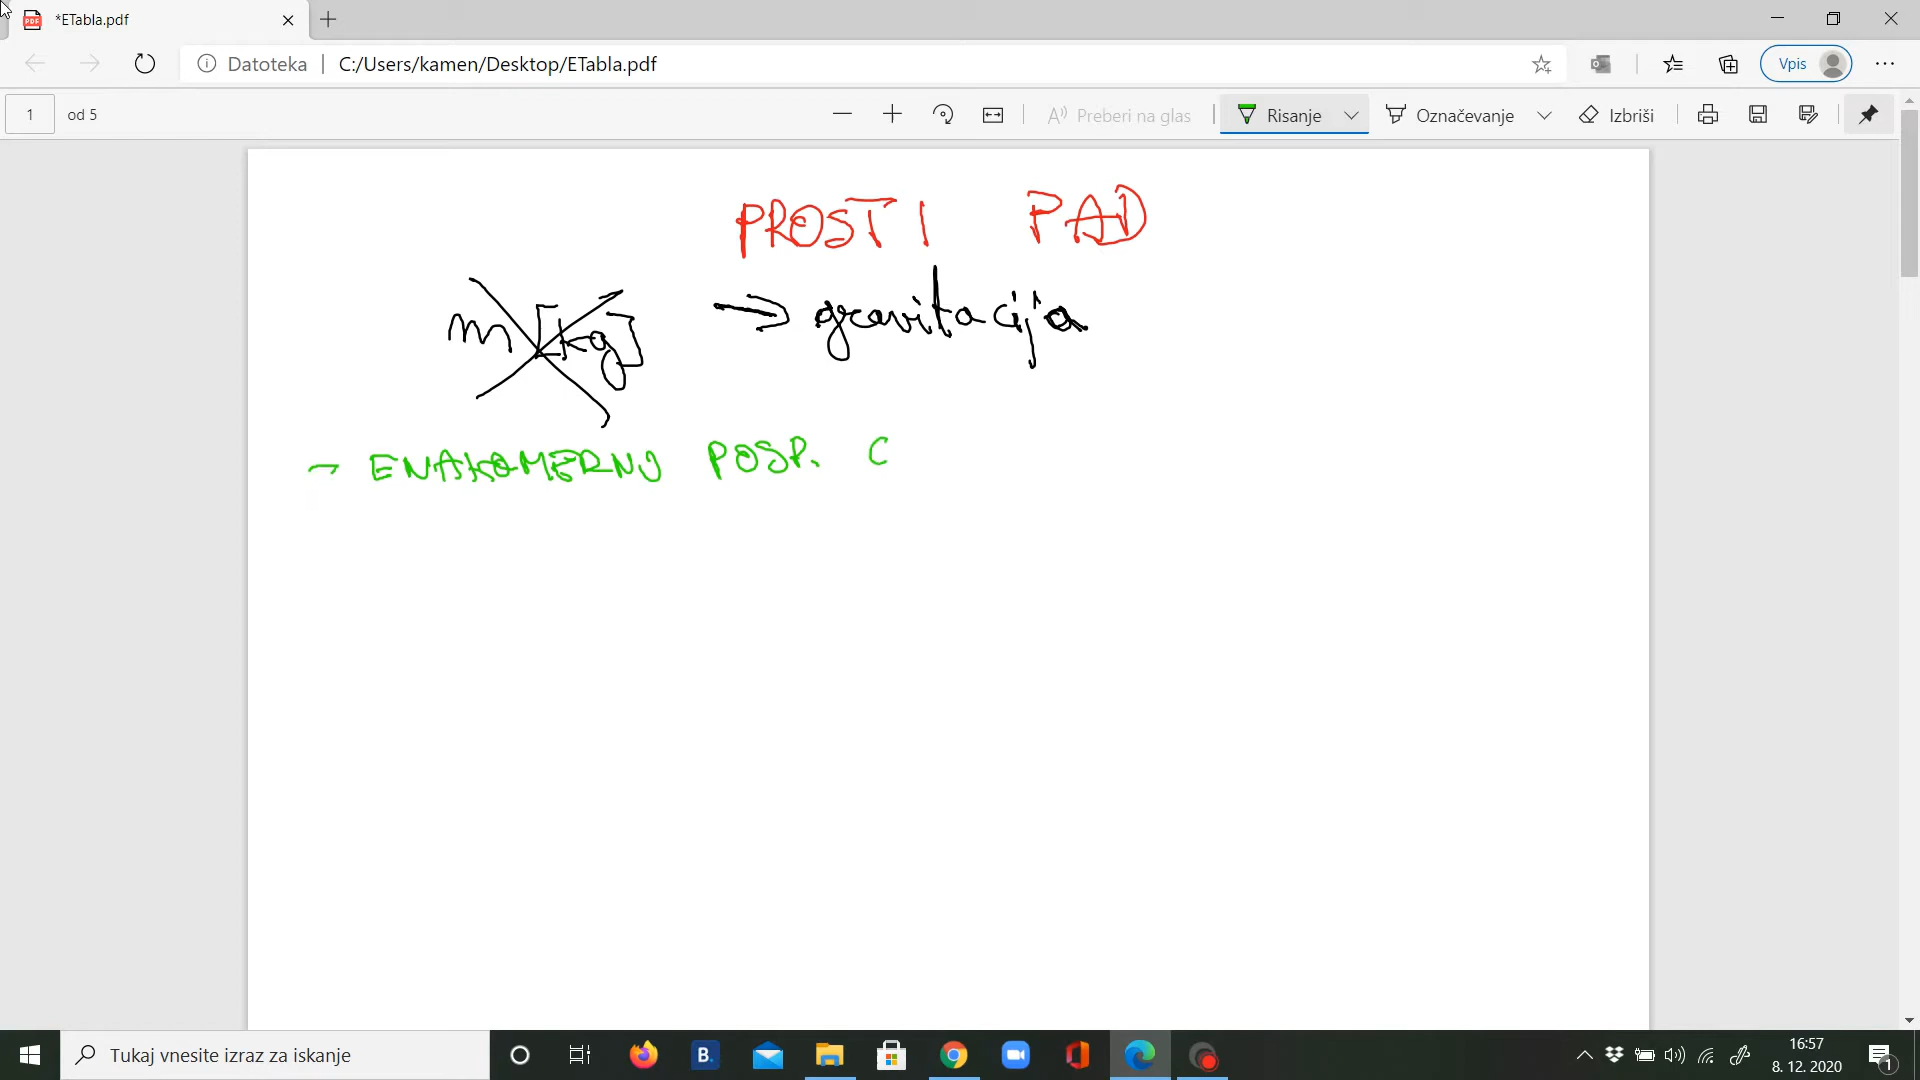 *ETabla.pdf
Datoteka | C:/Users/kamen/Desktop/ETabla.pdf
Vpis
1 od 5
Preberi na glas
Risanje
Označevanje
Izbriši
PROSTI PAD
m [kg] → gravitacija
- ENAKOMERNO POSP. G
Tukaj vnesite izraz za iskanje
B.
16:57
8. 12. 2020
1